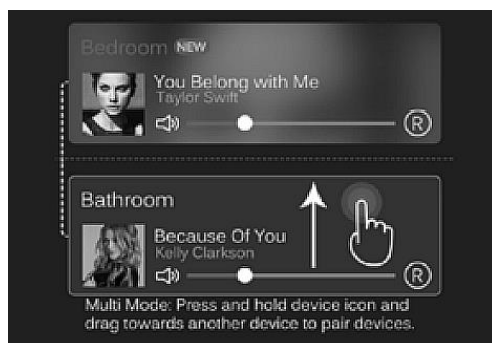 Bedroom NEW
You Belong with Me
Taylor Swift
R
Bathroom
Because Of You
Kelly Clarkson
R
Multi Mode: Press and hold device icon and
drag towards another device to pair devices.